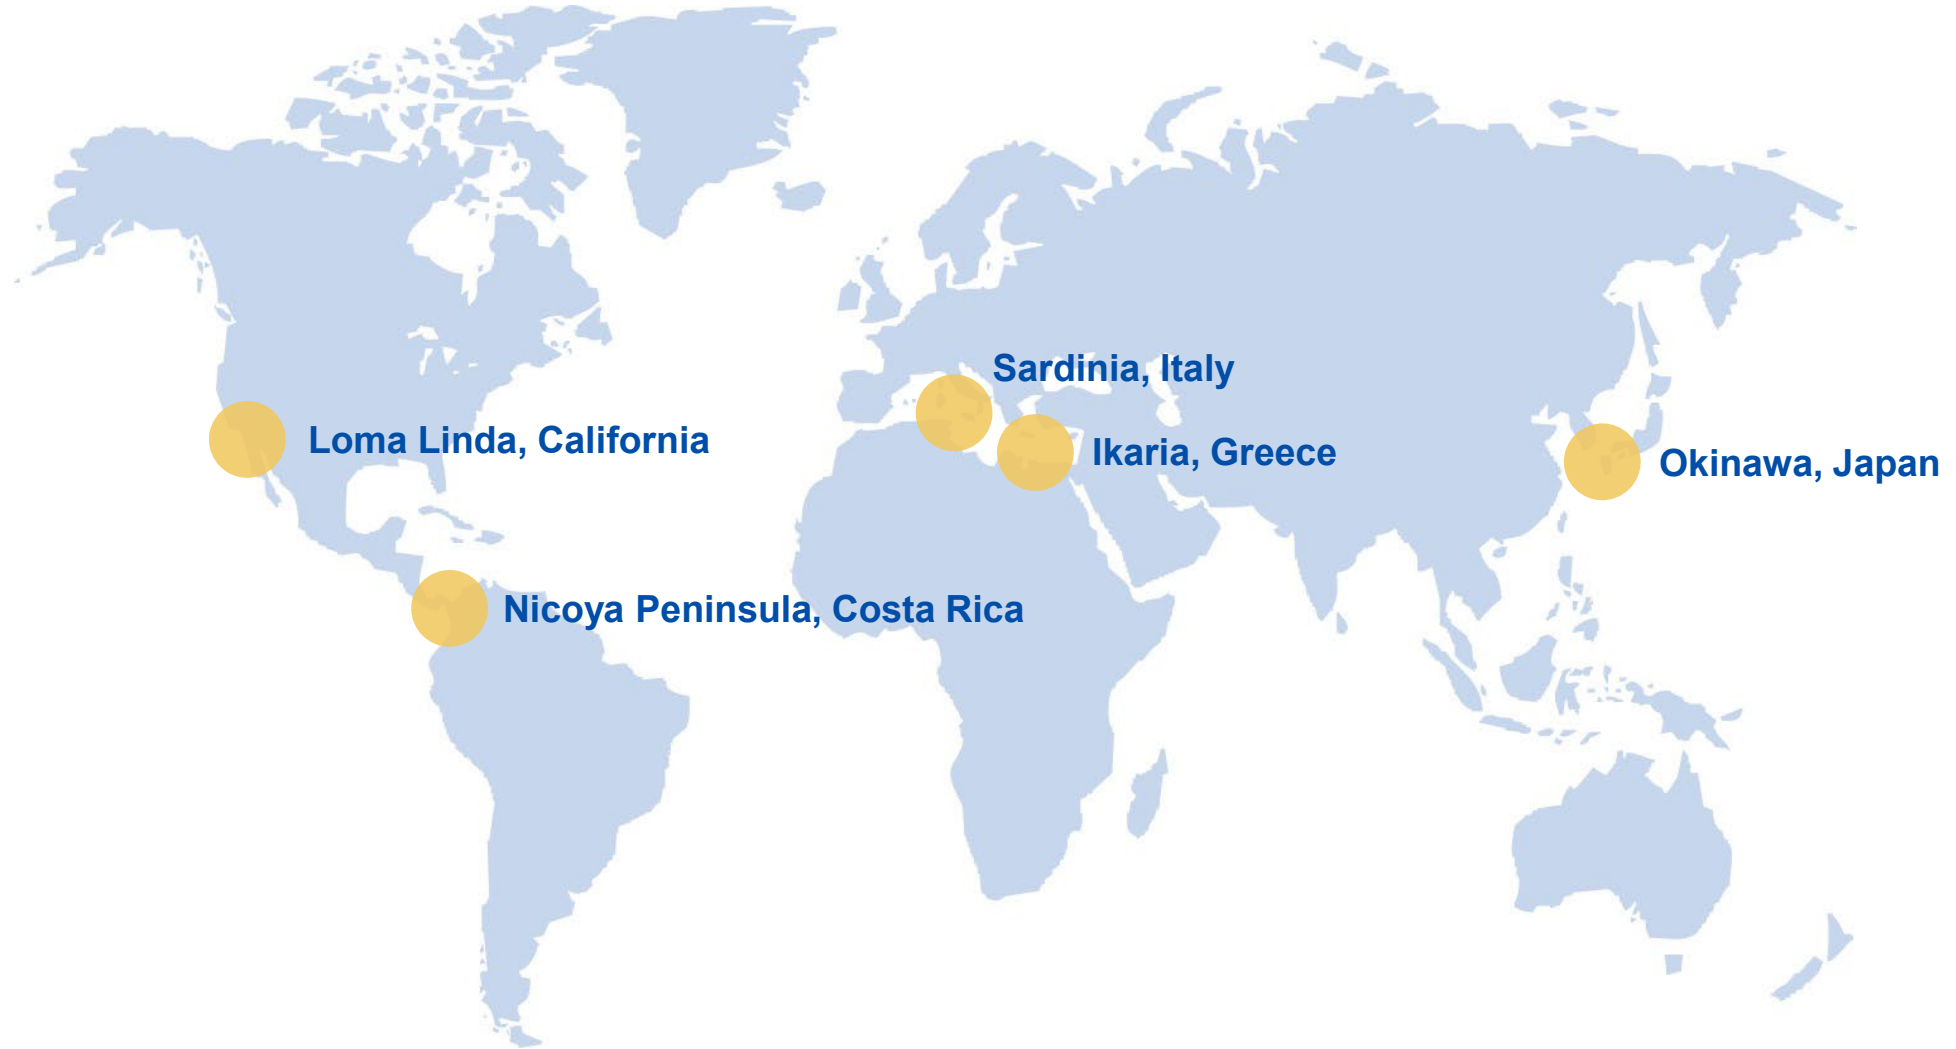 Sardinia, Italy
Loma Linda, California
Ikaria, Greece
Okinawa, Japan
Nicoya Peninsula, Costa Rica